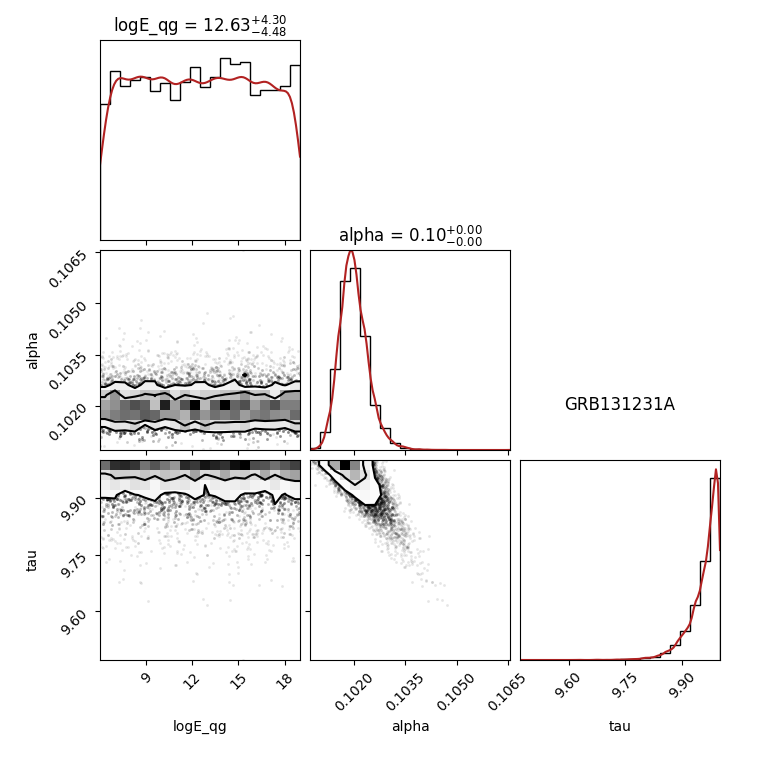 logE_qg = 12.63+4.30−4.48
alpha = 0.10+0.00−0.00
alpha
0.1065
0.1050
0.1035
0.1020
GRB131231A
tau
9.90
9.75
9.60
9 12 15 18
0.1020 0.1035 0.1050 0.1065
9.60 9.75 9.90
logE_qg alpha tau